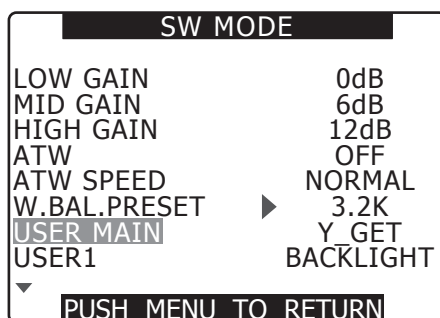 SW MODE
LOW GAIN 0dB
MID GAIN 6dB
HIGH GAIN 12dB
ATW OFF
ATW SPEED NORMAL
W.BAL.PRESET 3.2K
USER MAIN Y_GET
USER1 BACKLIGHT
PUSH MENU TO RETURN